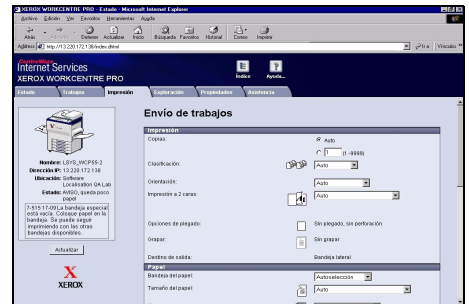 XEROX WORKCENTRE PRO - Estado - Microsoft Internet Explorer
Archivo Edición Ver Favoritos Herramientas Ayuda
Atrás Detener Actualizar Inicio Búsqueda Favoritos Historial Correo Imprimir
Address http://13.220.172.138/index.dhtml Ir a Vínculos
CentreWare
Internet Services
XEROX WORKCENTRE PRO
Índice Ayuda...
Estado Trabajos Impresión Exploración Propiedades Asistencia
Nombre: LSYS_WCP55-2
Dirección IP: 13.220.172.138
Ubicación: Software
Localisation QA Lab
Estado: AVISO, queda poco
papel
7-515 17-09 La bandeja especial
está vacía. Coloque papel en la
bandeja. Se puede seguir
imprimiendo con las otras
bandejas disponibles.
Actualizar
X
XEROX
Envío de trabajos
Impresión
Copias: Auto
1 (1 -9999)
Clasificación: Auto
Orientación: Auto
Impresión a 2 caras: Auto
Opciones de plegado: Sin plegado, sin perforación
Grapar: Sin grapar
Destino de salida: Bandeja lateral
Papel
Bandeja del papel: Autoselección
Tamaño del papel: Auto